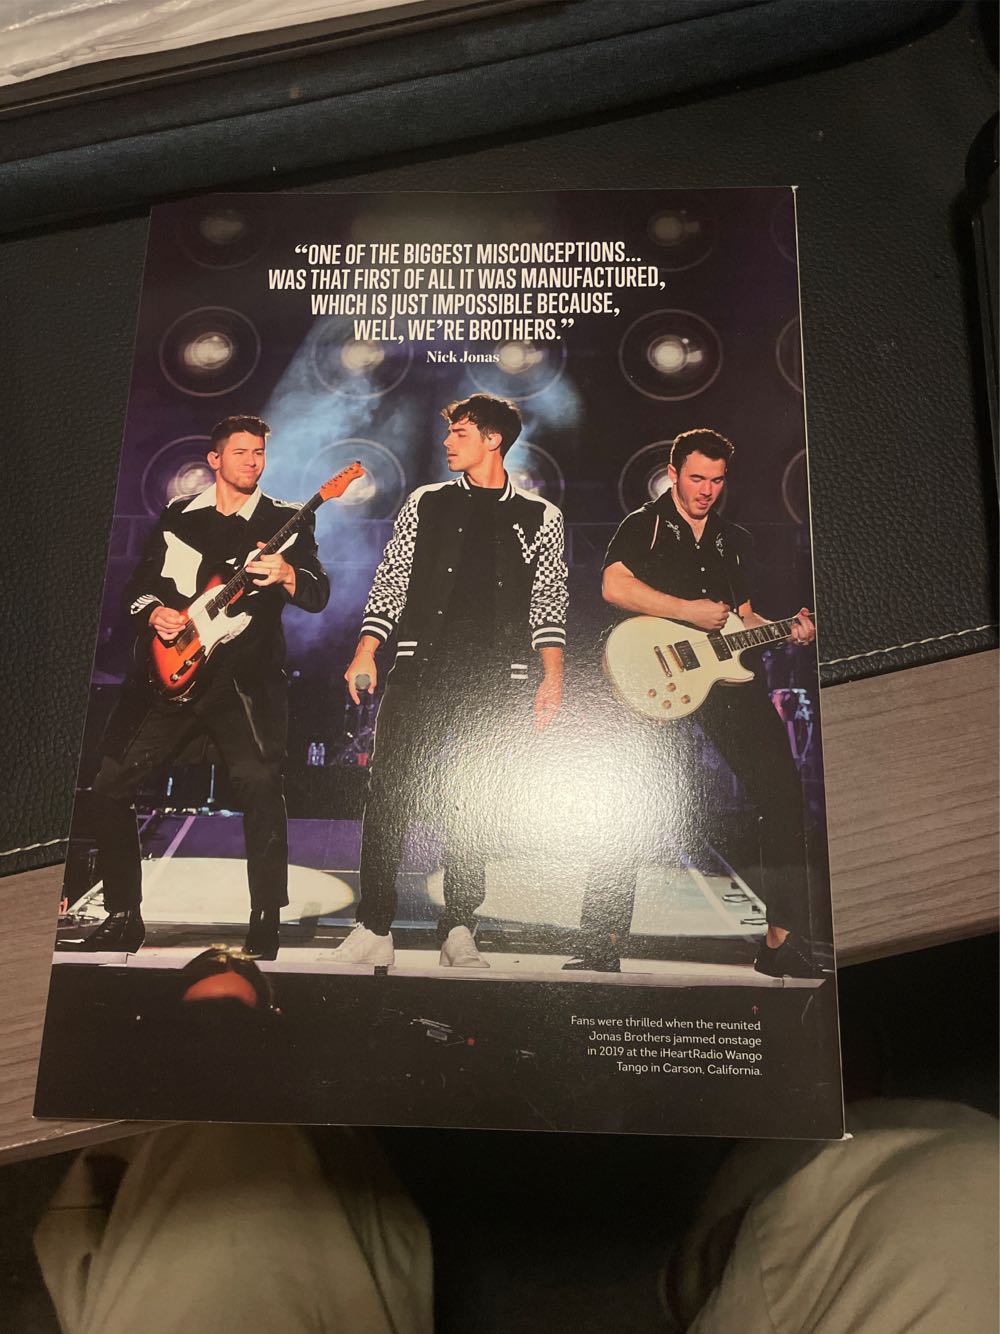 “ONE OF THE BIGGEST MISCONCEPTIONS...
WAS THAT FIRST OF ALL IT WAS MANUFACTURED,
WHICH IS JUST IMPOSSIBLE BECAUSE,
WELL, WE’RE BROTHERS.”
Nick Jonas
Fans were thrilled when the reunited
Jonas Brothers jammed onstage
in 2019 at the iHeartRadio Wango
Tango in Carson, California.